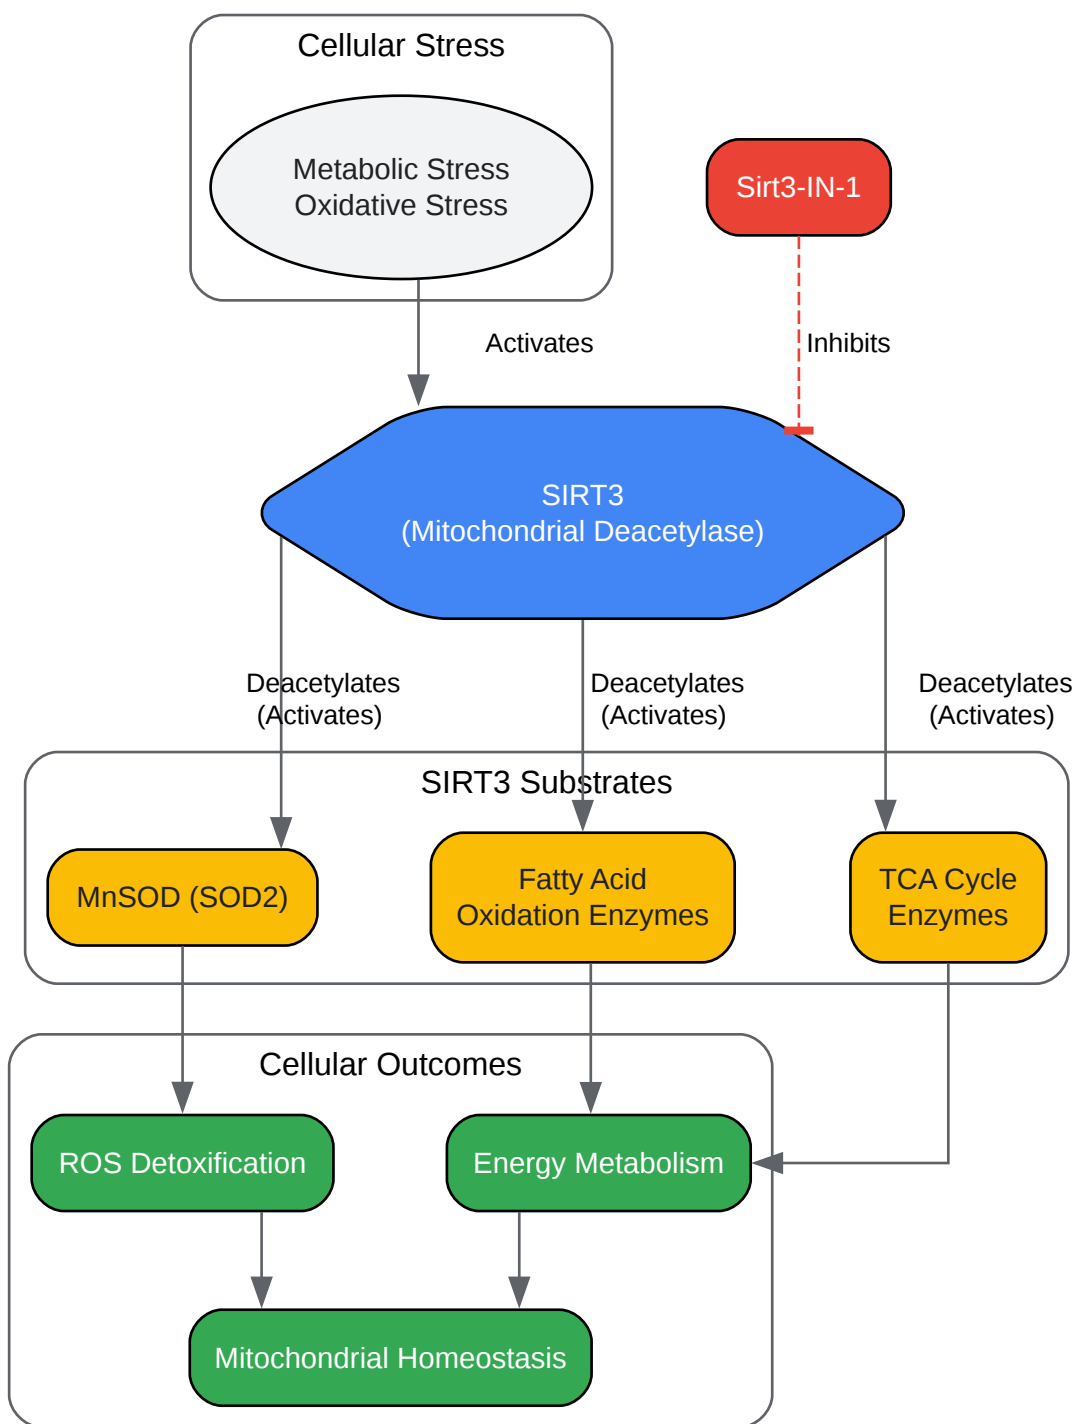 Cellular Stress
Metabolic Stress
Oxidative Stress
Sirt3-IN-1
Activates
Inhibits
SIRT3
(Mitochondrial Deacetylase)
Deacetylates
(Activates)
Deacetylates
(Activates)
Deacetylates
(Activates)
SIRT3 Substrates
MnSOD (SOD2)
Fatty Acid
Oxidation Enzymes
TCA Cycle
Enzymes
Cellular Outcomes
ROS Detoxification
Energy Metabolism
Mitochondrial Homeostasis